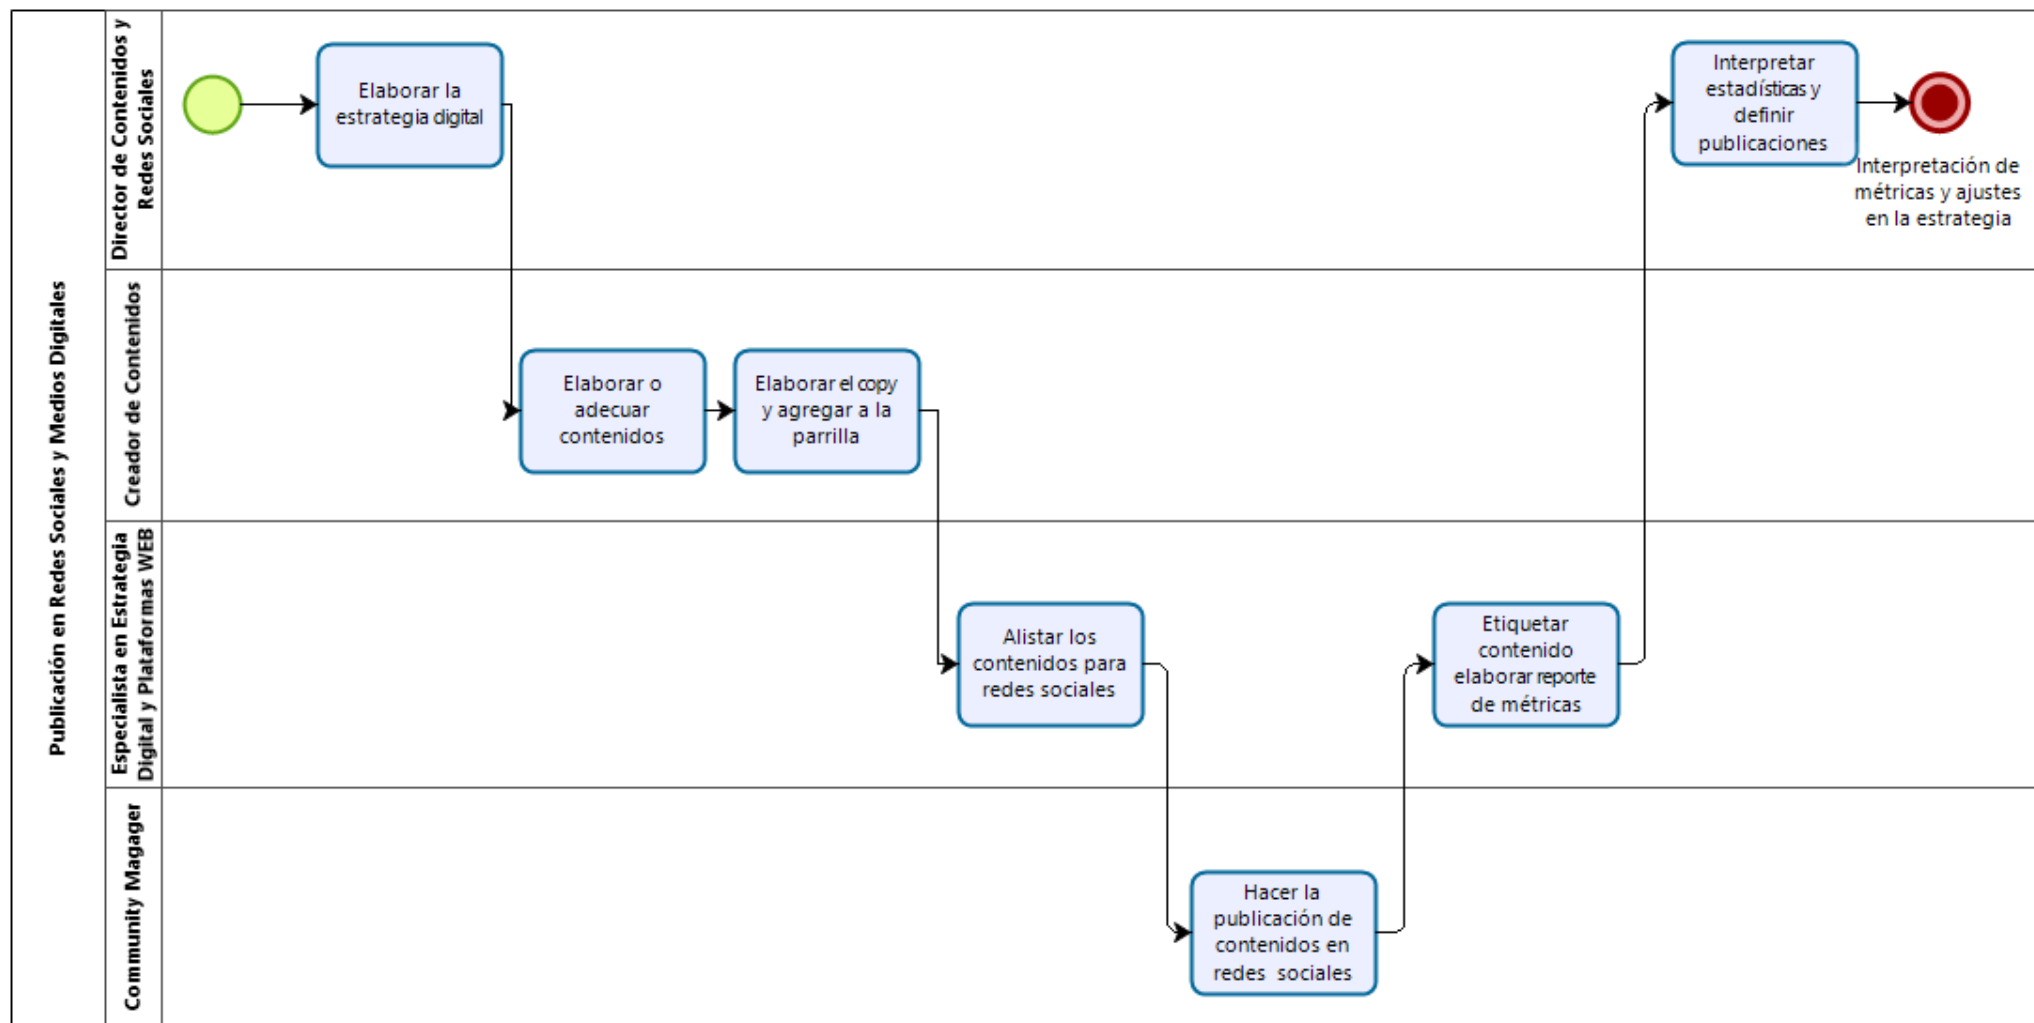 Publicación en Redes Sociales y Medios Digitales
Director de Contenidos y
Redes Sociales
Elaborar la
estrategia digital
Interpretar
estadísticas y
definir
publicaciones
Interpretación de
métricas y ajustes
en la estrategia
Creador de Contenidos
Elaborar o
adecuar
contenidos
Elaborar el copy
y agregar a la
parrilla
Especialista en Estrategia
Digital y Plataformas WEB
Alistar los
contenidos para
redes sociales
Etiquetar
contenido
elaborar reporte
de métricas
Community Magager
Hacer la
publicación de
contenidos en
redes sociales